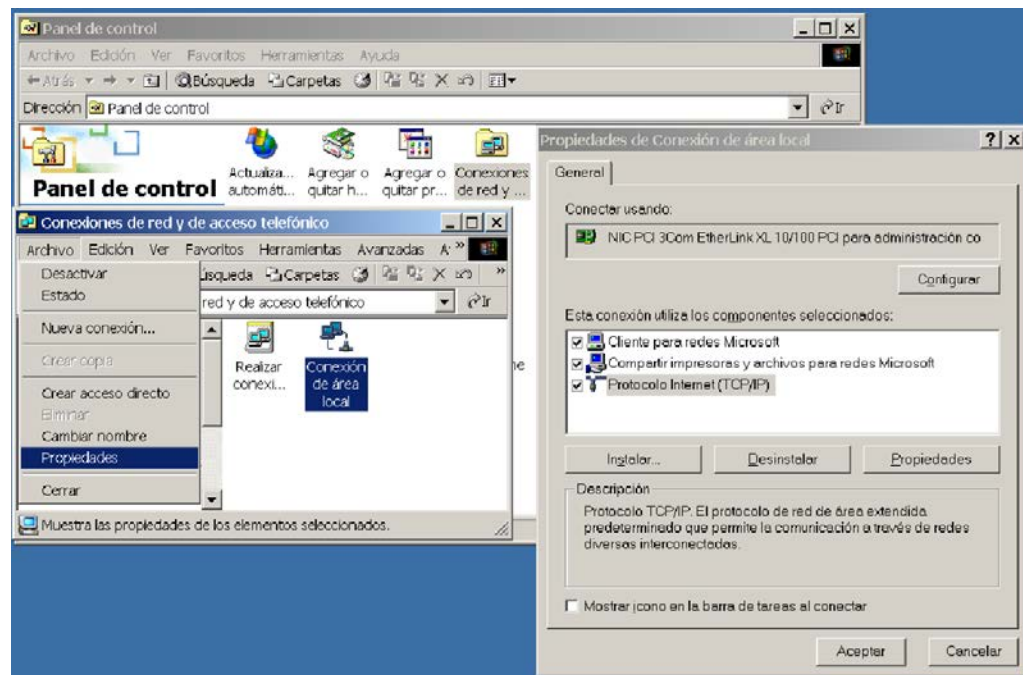 Panel de control
Archivo Edición Ver Favoritos Herramientas Ayuda
Atrás Búsqueda Carpetas
Dirección Panel de control Ir
Panel de control
Actualiza... automáti...
Agregar o quitar h...
Agregar o quitar pr...
Conexiones de red y ...
Conexiones de red y de acceso telefónico
Archivo Edición Ver Favoritos Herramientas Avanzadas A »
úsqueda Carpetas »
red y de acceso telefónico Ir
Desactivar
Estado
Nueva conexión...
Crear copia
Crear acceso directo
Eliminar
Cambiar nombre
Propiedades
Cerrar
Realizar
conexi...
Conexión
de área
local
ne
Muestra las propiedades de los elementos seleccionados.
Propiedades de Conexión de área local ? x
General
Conectar usando:
NIC PCI 3Com EtherLink XL 10/100 PCI para administración co
Configurar
Esta conexión utiliza los componentes seleccionados:
Cliente para redes Microsoft
Compartir impresoras y archivos para redes Microsoft
Protocolo Internet (TCP/IP)
Instalar... Desinstalar Propiedades
Descripción
Protocolo TCP/IP. El protocolo de red de área extendida
predeterminado que permite la comunicación a través de redes
diversas interconectadas.
Mostrar icono en la barra de tareas al conectar
Aceptar Cancelar